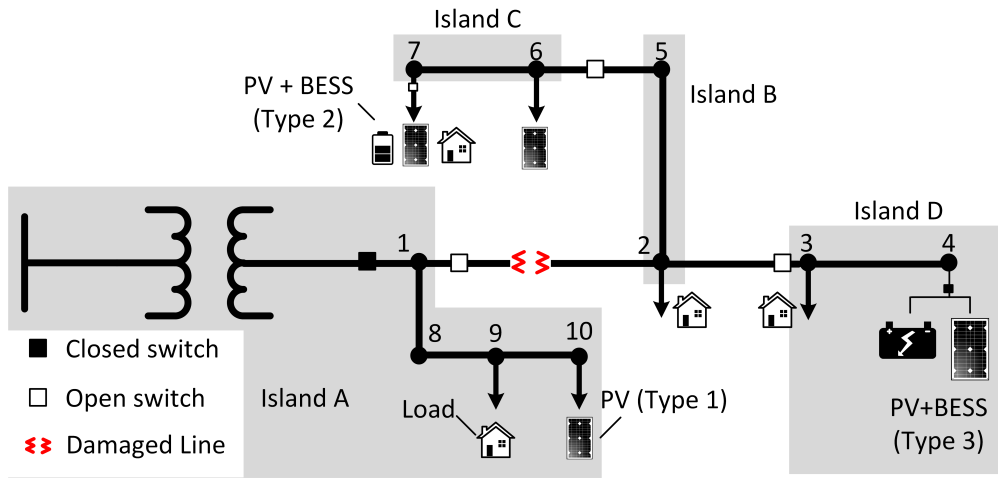 Island C
7
6
5
PV + BESS
(Type 2)
Island B
Island D
1
2
3
4
8
9
10
Closed switch
Open switch
Damaged Line
Island A
Load
PV (Type 1)
PV+BESS
(Type 3)